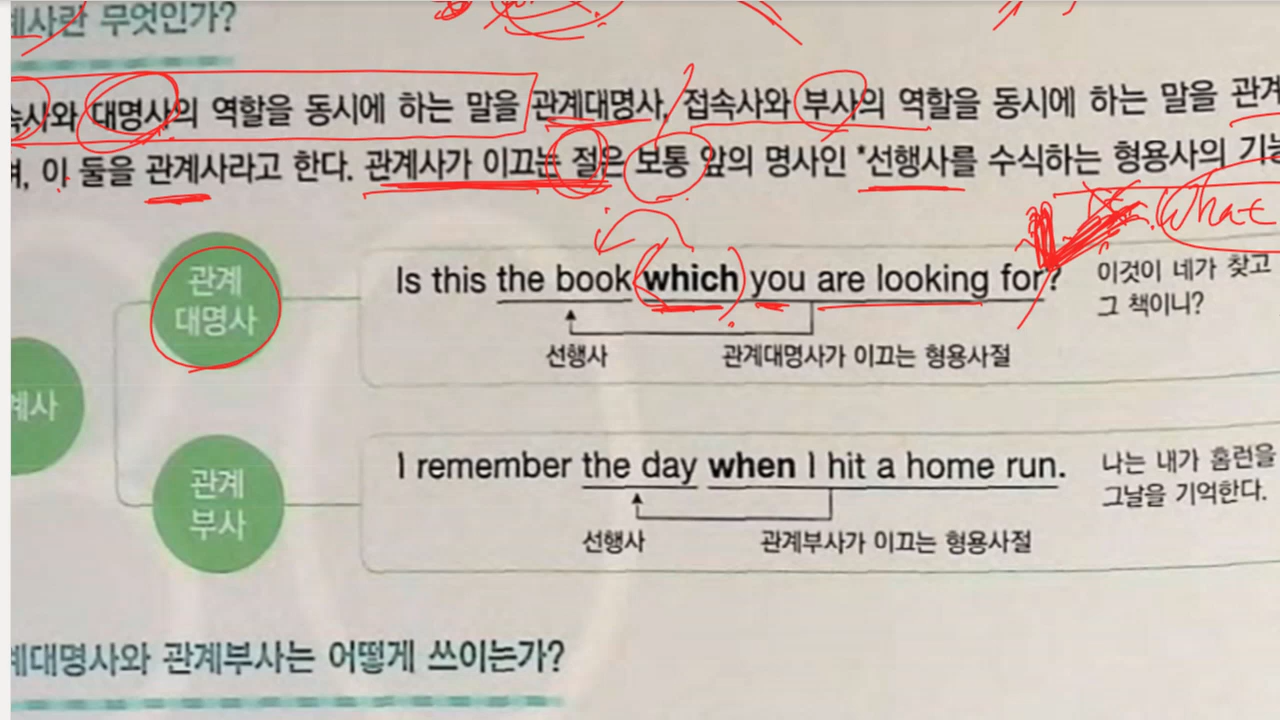 계사란 무엇인가?
속사와 대명사의 역할을 동시에 하는 말을 관계대명사, 접속사와 부사의 역할을 동시에 하는 말을 관계
며, 이 둘을 관계사라고 한다. 관계사가 이끄는 절은 보통 앞의 명사인 *선행사를 수식하는 형용사의 기능
What
관계
대명사
Is this the book which you are looking for?
이것이 네가 찾고
그 책이니?
선행사
관계대명사가 이끄는 형용사절
계사
관계
부사
I remember the day when I hit a home run.
나는 내가 홈런을
그날을 기억한다.
선행사
관계부사가 이끄는 형용사절
계대명사와 관계부사는 어떻게 쓰이는가?